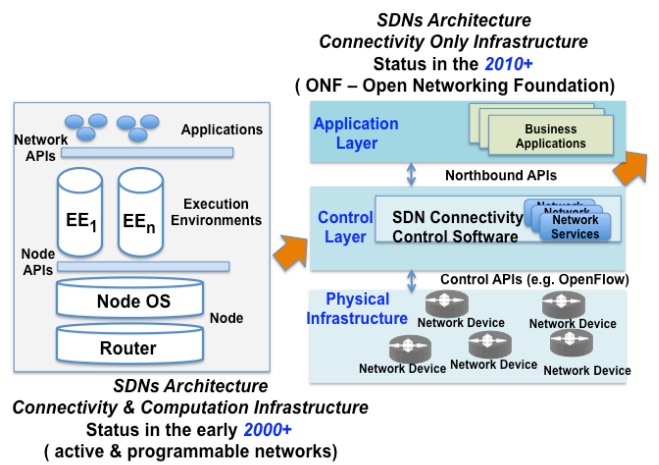 SDNs Architecture
Connectivity Only Infrastructure
Status in the 2010+
( ONF – Open Networking Foundation)
Applications
Network
APIs
EE1
EEn
Execution
Environments
Node
APIs
Node OS
Node
Router
SDNs Architecture
Connectivity & Computation Infrastructure
Status in the early 2000+
( active & programmable networks)
Application
Layer
Business
Applications
Northbound APIs
Control
Layer
SDN Connectivity
Control Software
Network
Network
Network
Services
Control APIs (e.g. OpenFlow)
Physical
Infrastructure
Network Device
Network Device
Network Device
Network Device
Network Device